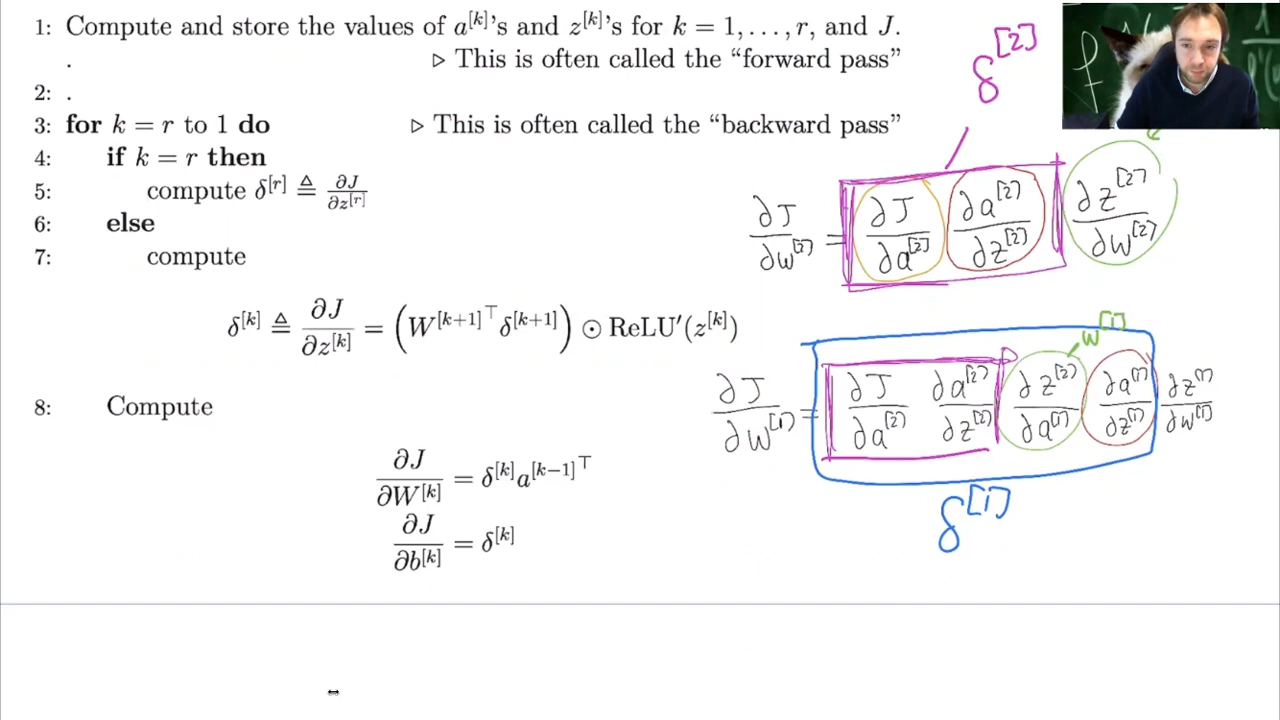 1: Compute and store the values of a^[k]'s and z^[k]'s for k = 1, . . . , r, and J.
. ▷ This is often called the “forward pass”
2: .
3: for k = r to 1 do ▷ This is often called the “backward pass”
4: if k = r then
5: compute δ^[r] ≜ ∂J/∂z^[r]
6: else
7: compute
δ^[k] ≜ ∂J/∂z^[k] = (W^[k+1]⊤ δ^[k+1]) ⊙ ReLU′(z^[k])
8: Compute
∂J/∂W^[k] = δ^[k] a^[k−1]⊤
∂J/∂b^[k] = δ^[k]
δ^[2]
∂J/∂W^[2] = ∂J/∂a^[2] ∂a^[2]/∂z^[2] ∂z^[2]/∂W^[2]
W^[1]
∂J/∂W^[1] = ∂J/∂a^[2] ∂a^[2]/∂z^[2] ∂z^[2]/∂a^[1] ∂a^[1]/∂z^[1] ∂z^[1]/∂W^[1]
δ^[1]